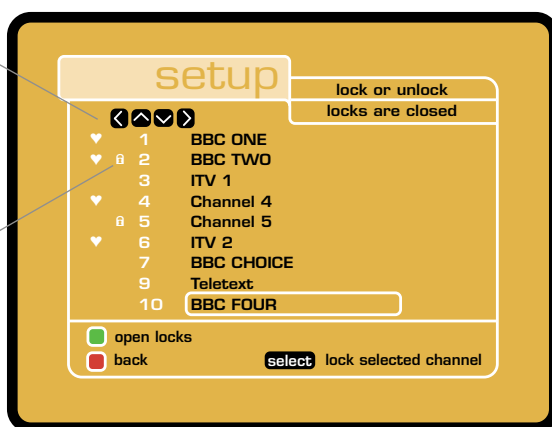 setup
lock or unlock
locks are closed
1 BBC ONE
2 BBC TWO
3 ITV 1
4 Channel 4
5 Channel 5
6 ITV 2
7 BBC CHOICE
9 Teletext
10 BBC FOUR
open locks
back
select lock selected channel